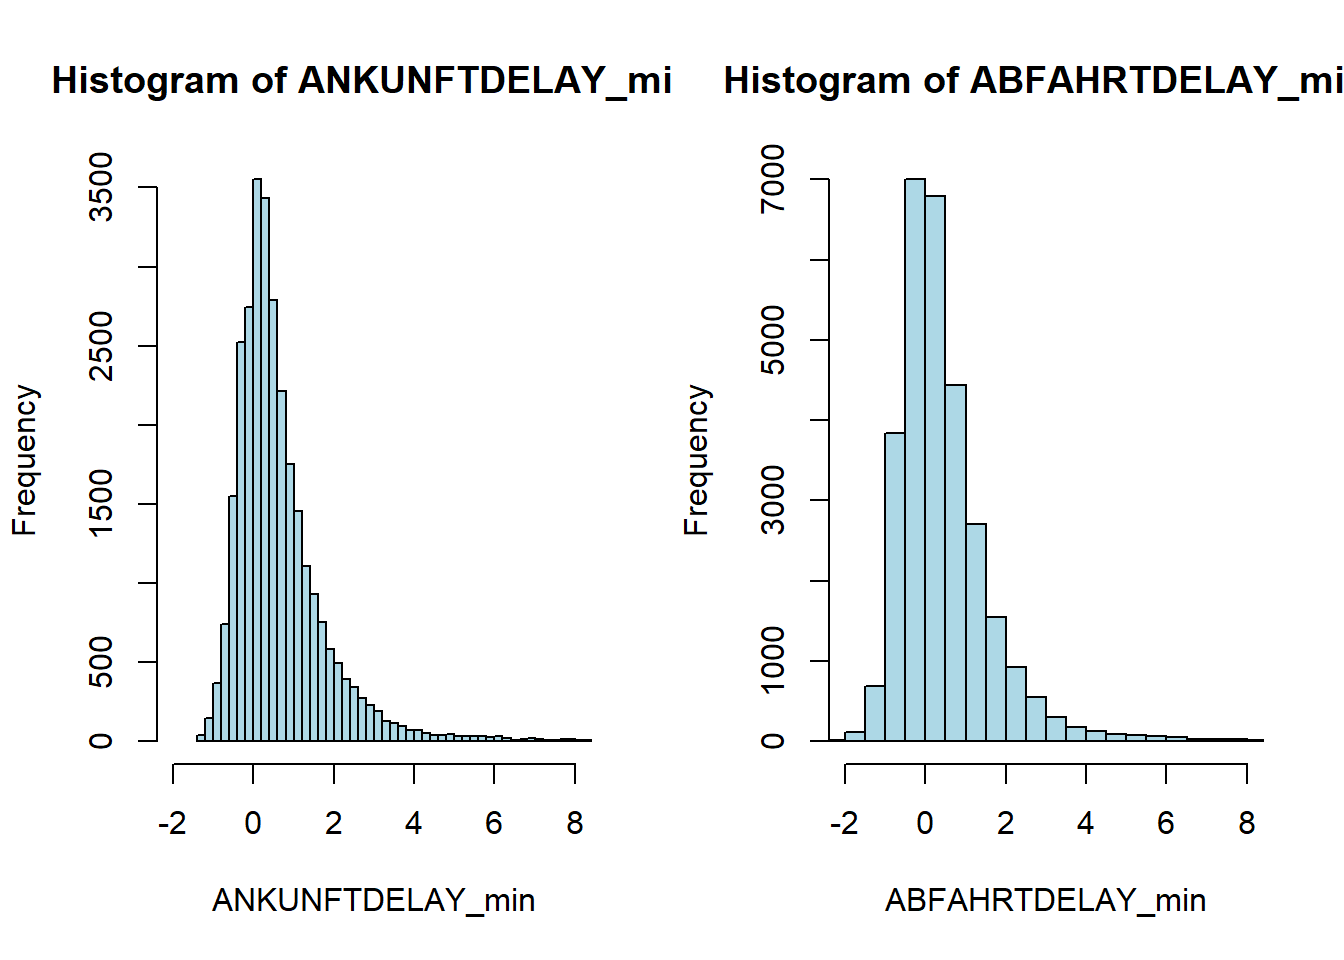 Histogram of ANKUNFTDELAY_mi
Frequency
3500
2500
1500
500
0
-2 0 2 4 6 8
ANKUNFTDELAY_min
Histogram of ABFAHRTDELAY_mi
Frequency
7000
5000
3000
1000
0
-2 0 2 4 6 8
ABFAHRTDELAY_min